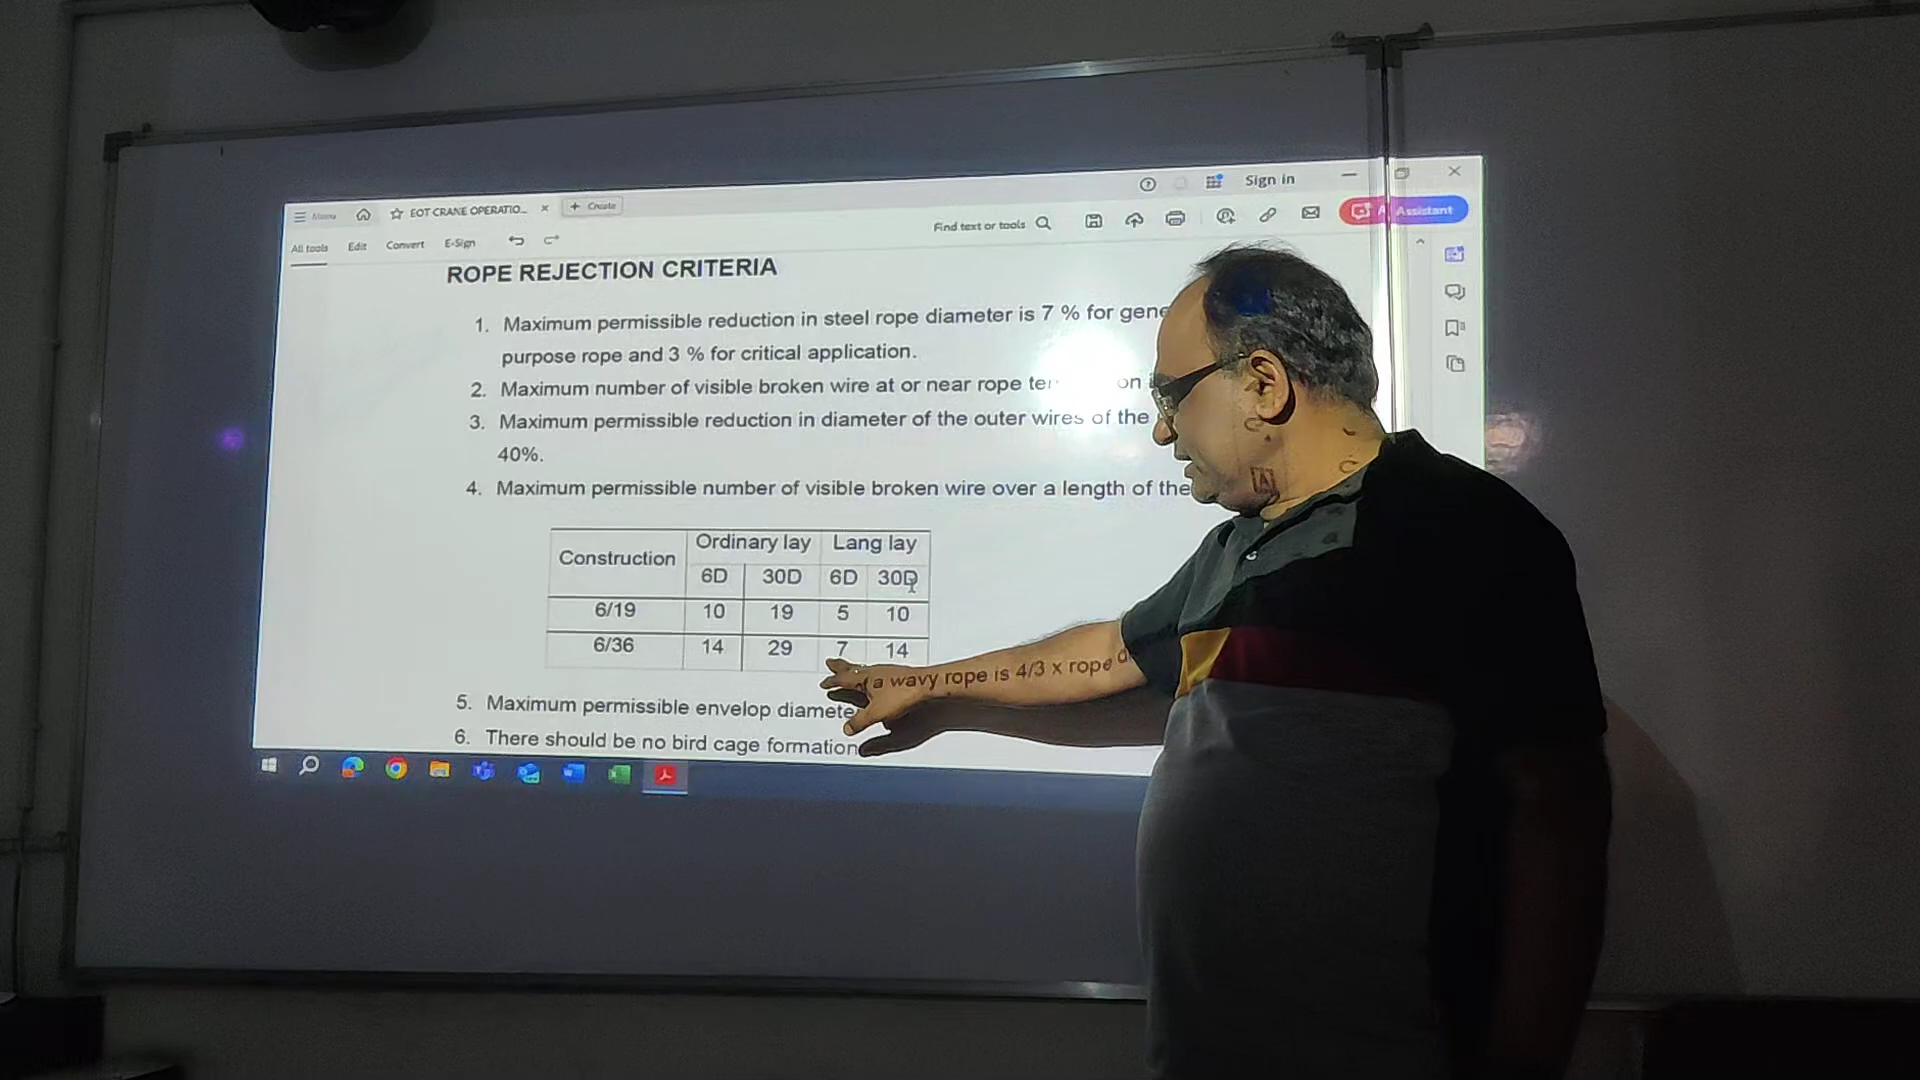 Sign in
Menu EOT CRANE OPERATIO... + Create
Find text or tools Assistant
All tools Edit Convert E-Sign
ROPE REJECTION CRITERIA
1. Maximum permissible reduction in steel rope diameter is 7 % for gene
purpose rope and 3 % for critical application.
2. Maximum number of visible broken wire at or near rope ter on
3. Maximum permissible reduction in diameter of the outer wires of the
40%.
4. Maximum permissible number of visible broken wire over a length of the
Construction Ordinary lay Lang lay
6D 30D 6D 30D
6/19 10 19 5 10
6/36 14 29 7 14
5. Maximum permissible envelop diamete of a wavy rope is 4/3 x rope d
6. There should be no bird cage formation